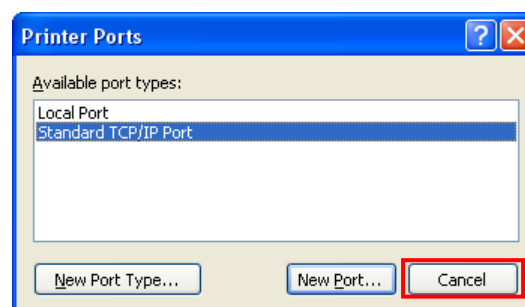 Printer Ports
Available port types:
Local Port
Standard TCP/IP Port
New Port Type... New Port... Cancel